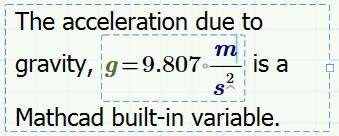 The acceleration due to
gravity, g=9.807 m/s² is a
Mathcad built-in variable.